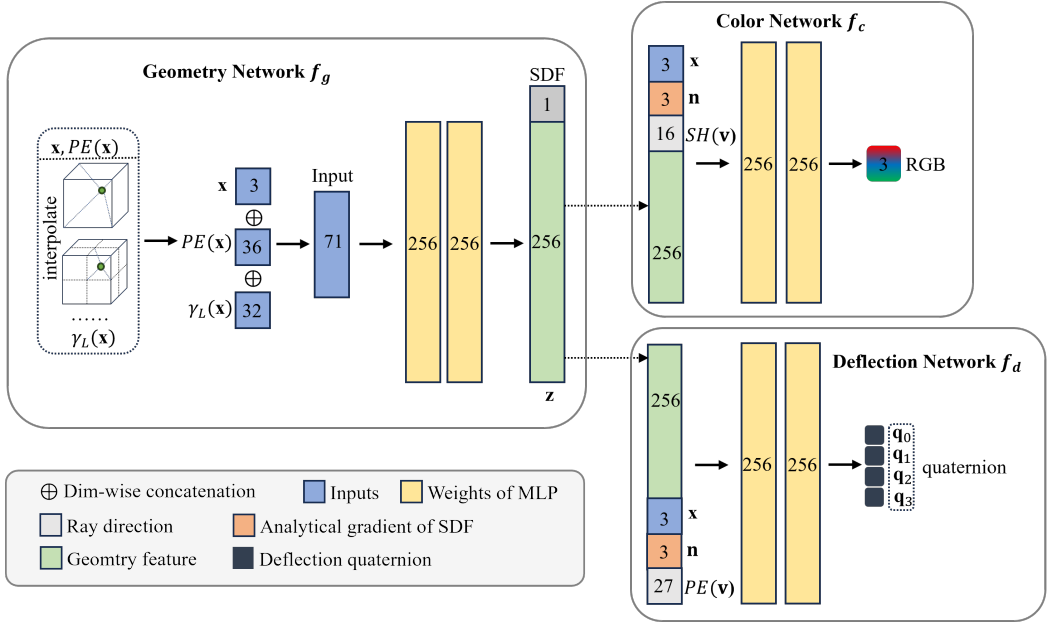 Geometry Network f_g
x, PE(x)
interpolate
......
γ_L(x)
x 3
⊕
PE(x) 36
⊕
γ_L(x) 32
Input
71
256 256
SDF
1
256
z
Color Network f_c
3 x
3 n
16 SH(v)
256
256 256
3 RGB
Deflection Network f_d
256
3 x
3 n
27 PE(v)
256 256
q_0
q_1
q_2
q_3
quaternion
⊕ Dim-wise concatenation
Inputs
Weights of MLP
Ray direction
Analytical gradient of SDF
Geomtry feature
Deflection quaternion